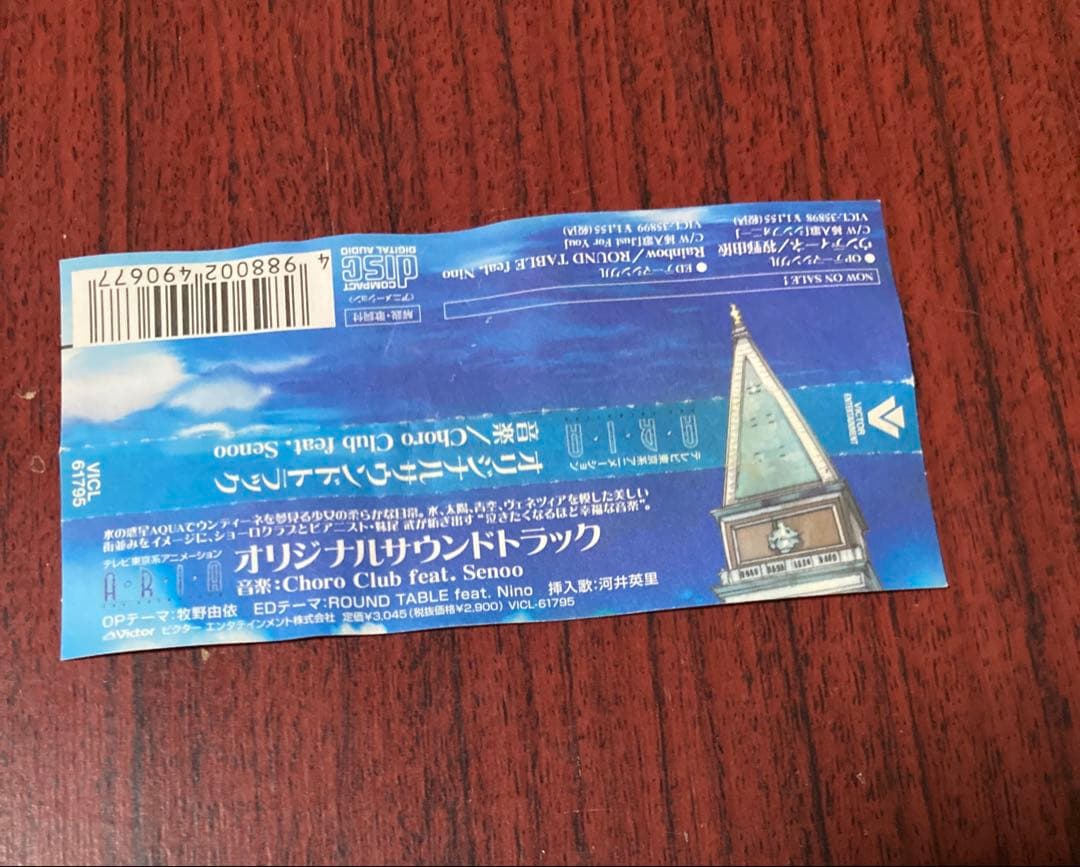 水の惑星AQUAでウンディーネを夢見る少女の柔らかな日常。水、太陽、青空、ヴェネツィアを模した美しい
街並みをイメージに、ショーロクラブとピアニスト・妹尾 武が紡ぎ出す“泣きたくなるほど幸福な音楽”。
テレビ東京系アニメーション
ARIA
オリジナルサウンドトラック
音楽:Choro Club feat. Senoo
OPテーマ:牧野由依 EDテーマ:ROUND TABLE feat. Nino 挿入歌:河井英里
Victor ビクター エンタテインメント株式会社 定価¥3,045(税抜価格¥2,900) VICL-61795
VICTOR
ENTERTAINMENT
テレビ東京系アニメーション
ARIA
オリジナルサウンドトラック
音楽/Choro Club feat. Senoo
VICL
61795
NOW ON SALE!
●OPテーマシングル
ウンディーネ/牧野由依
C/W 挿入歌「シンフォニー」
VICL-35898 ¥1,155(税込)
●EDテーマシングル
Rainbow/ROUND TABLE feat. Nino
C/W 挿入歌「Just For You」
VICL-35899 ¥1,155(税込)
COMPACT
disc
DIGITAL AUDIO
(アニメーション)
解説・歌詞付
4 988002 490677